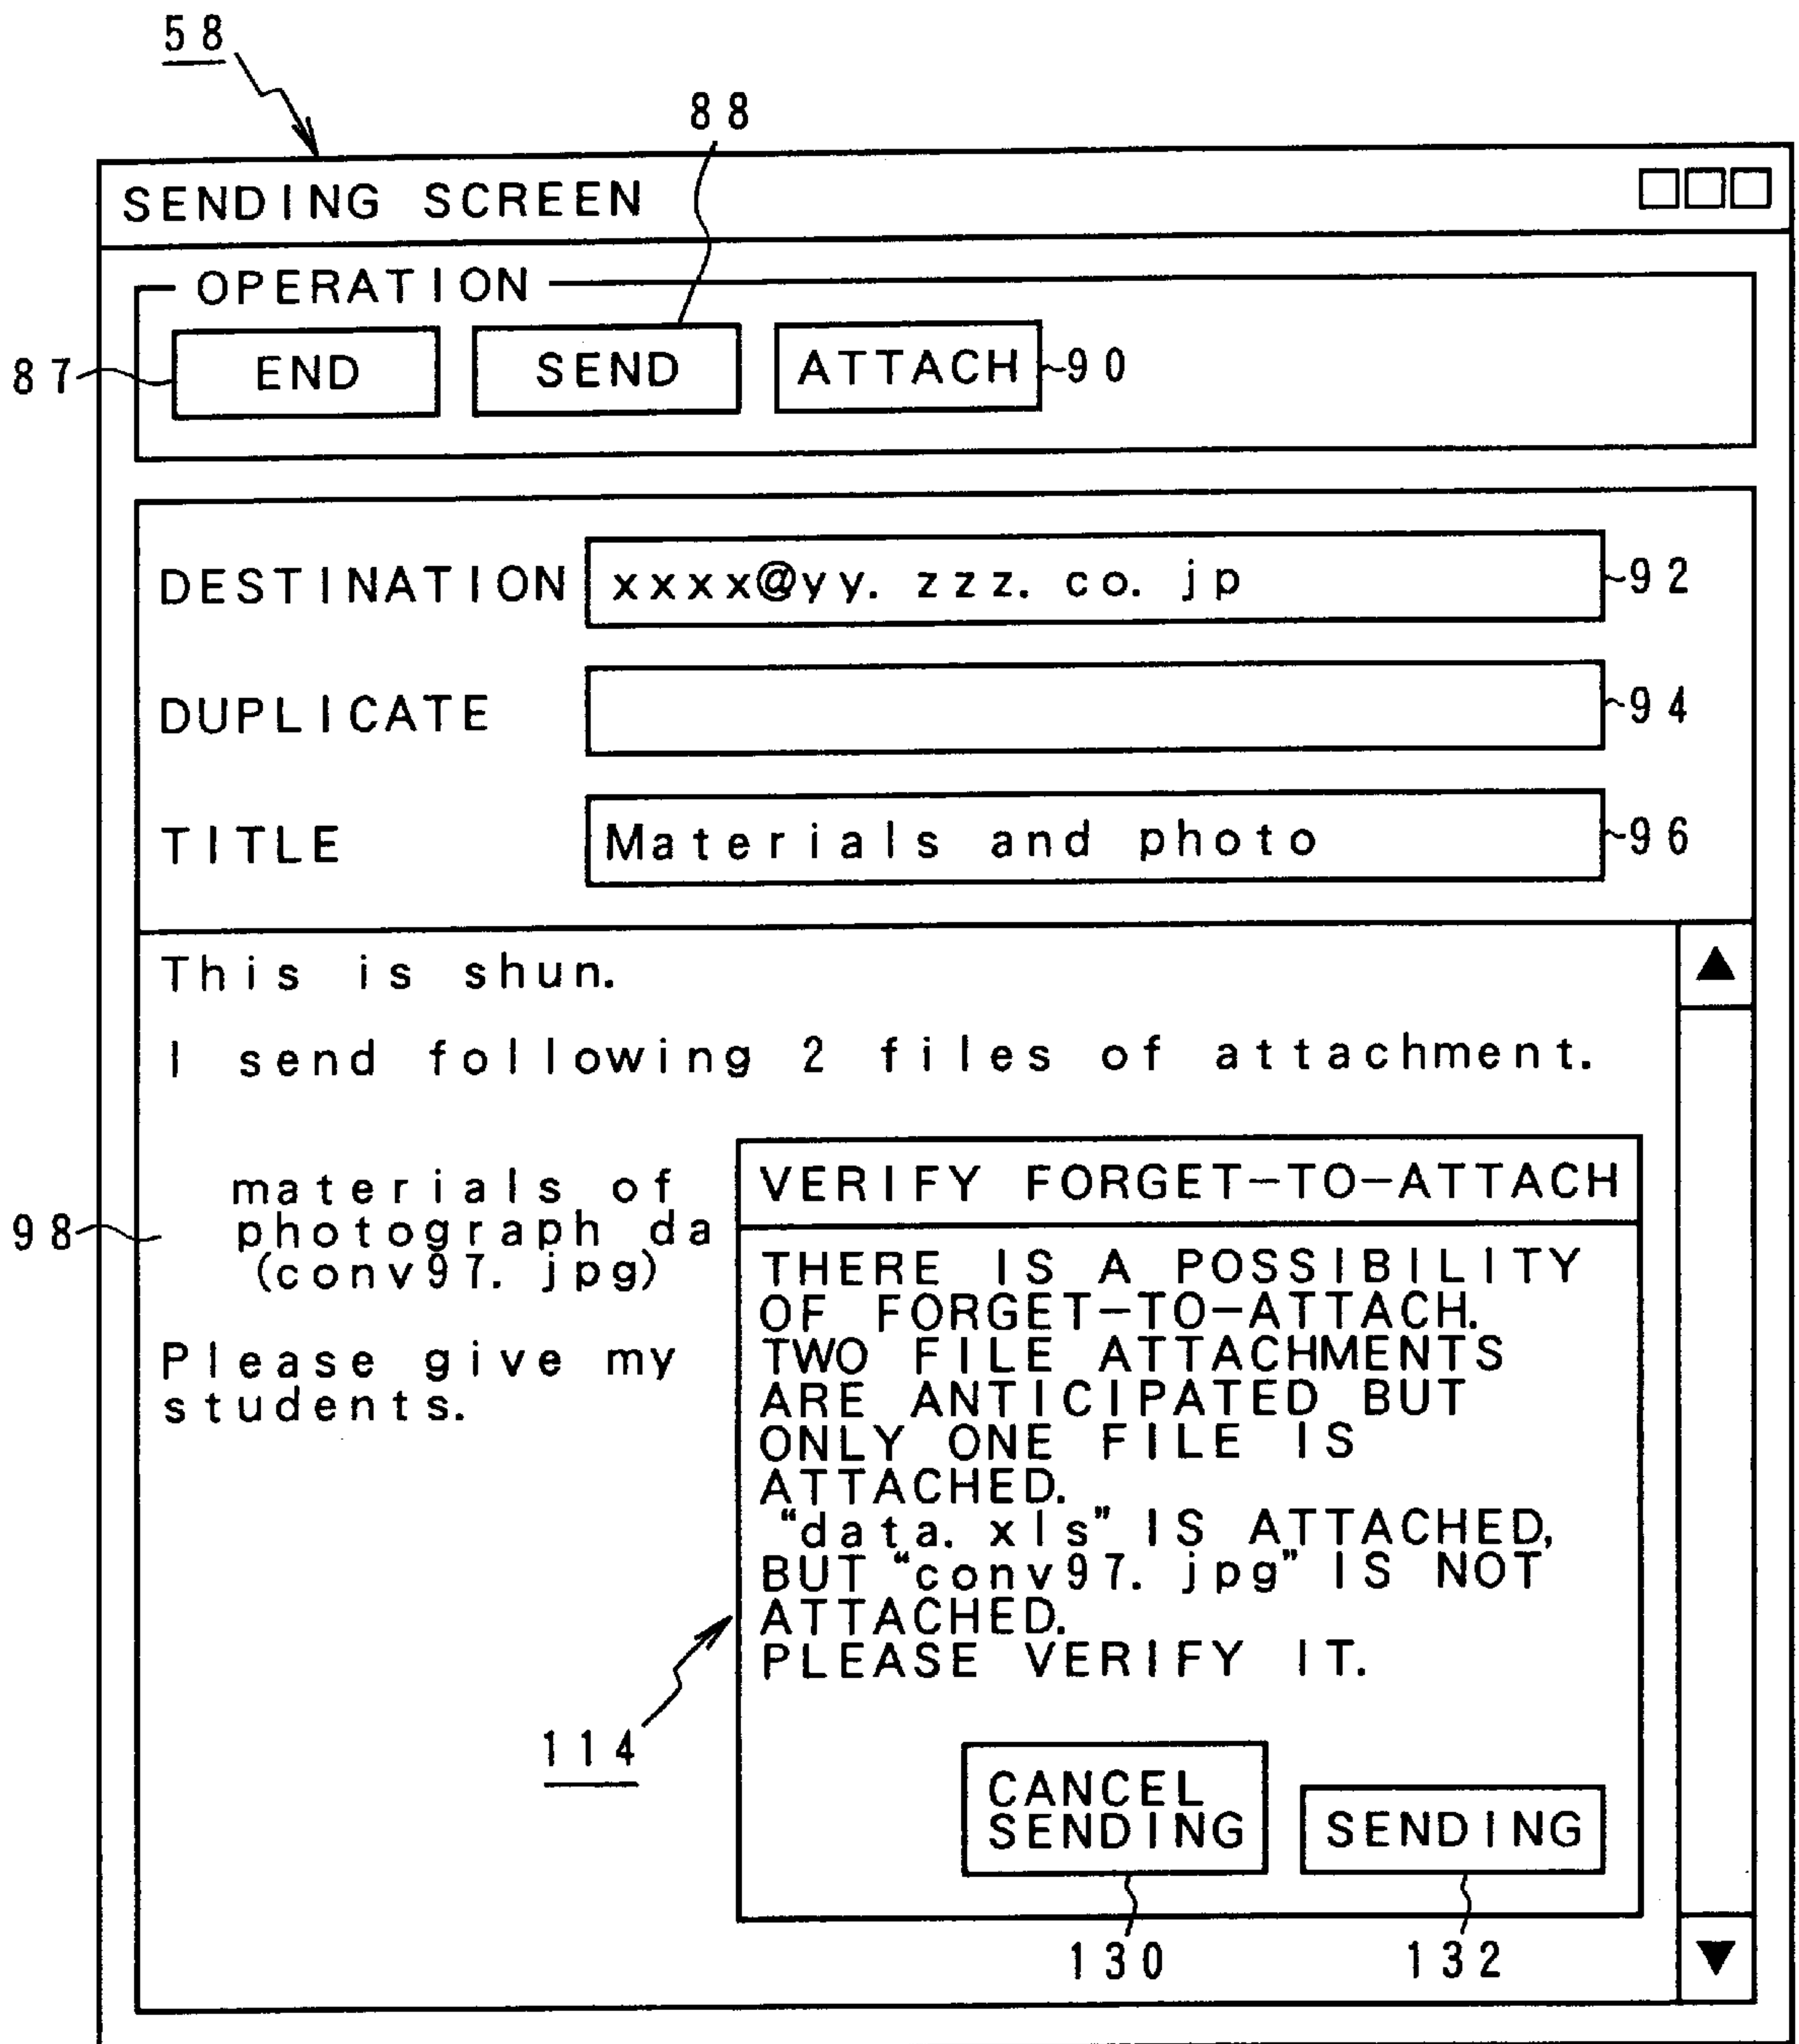 58
88
SENDING SCREEN
OPERATION
87 END SEND ATTACH 90
DESTINATION xxxx@yy.zzz.co.jp 92
DUPLICATE 94
TITLE Materials and photo 96
This is shun.
I send following 2 files of attachment.
materials of
98 photograph da
(conv97.jpg)
Please give my
students.
VERIFY FORGET-TO-ATTACH
THERE IS A POSSIBILITY
OF FORGET-TO-ATTACH.
TWO FILE ATTACHMENTS
ARE ANTICIPATED BUT
ONLY ONE FILE IS
ATTACHED.
“data.xls” IS ATTACHED,
BUT “conv97.jpg” IS NOT
ATTACHED.
PLEASE VERIFY IT.
114
CANCEL
SENDING
SENDING
130 132